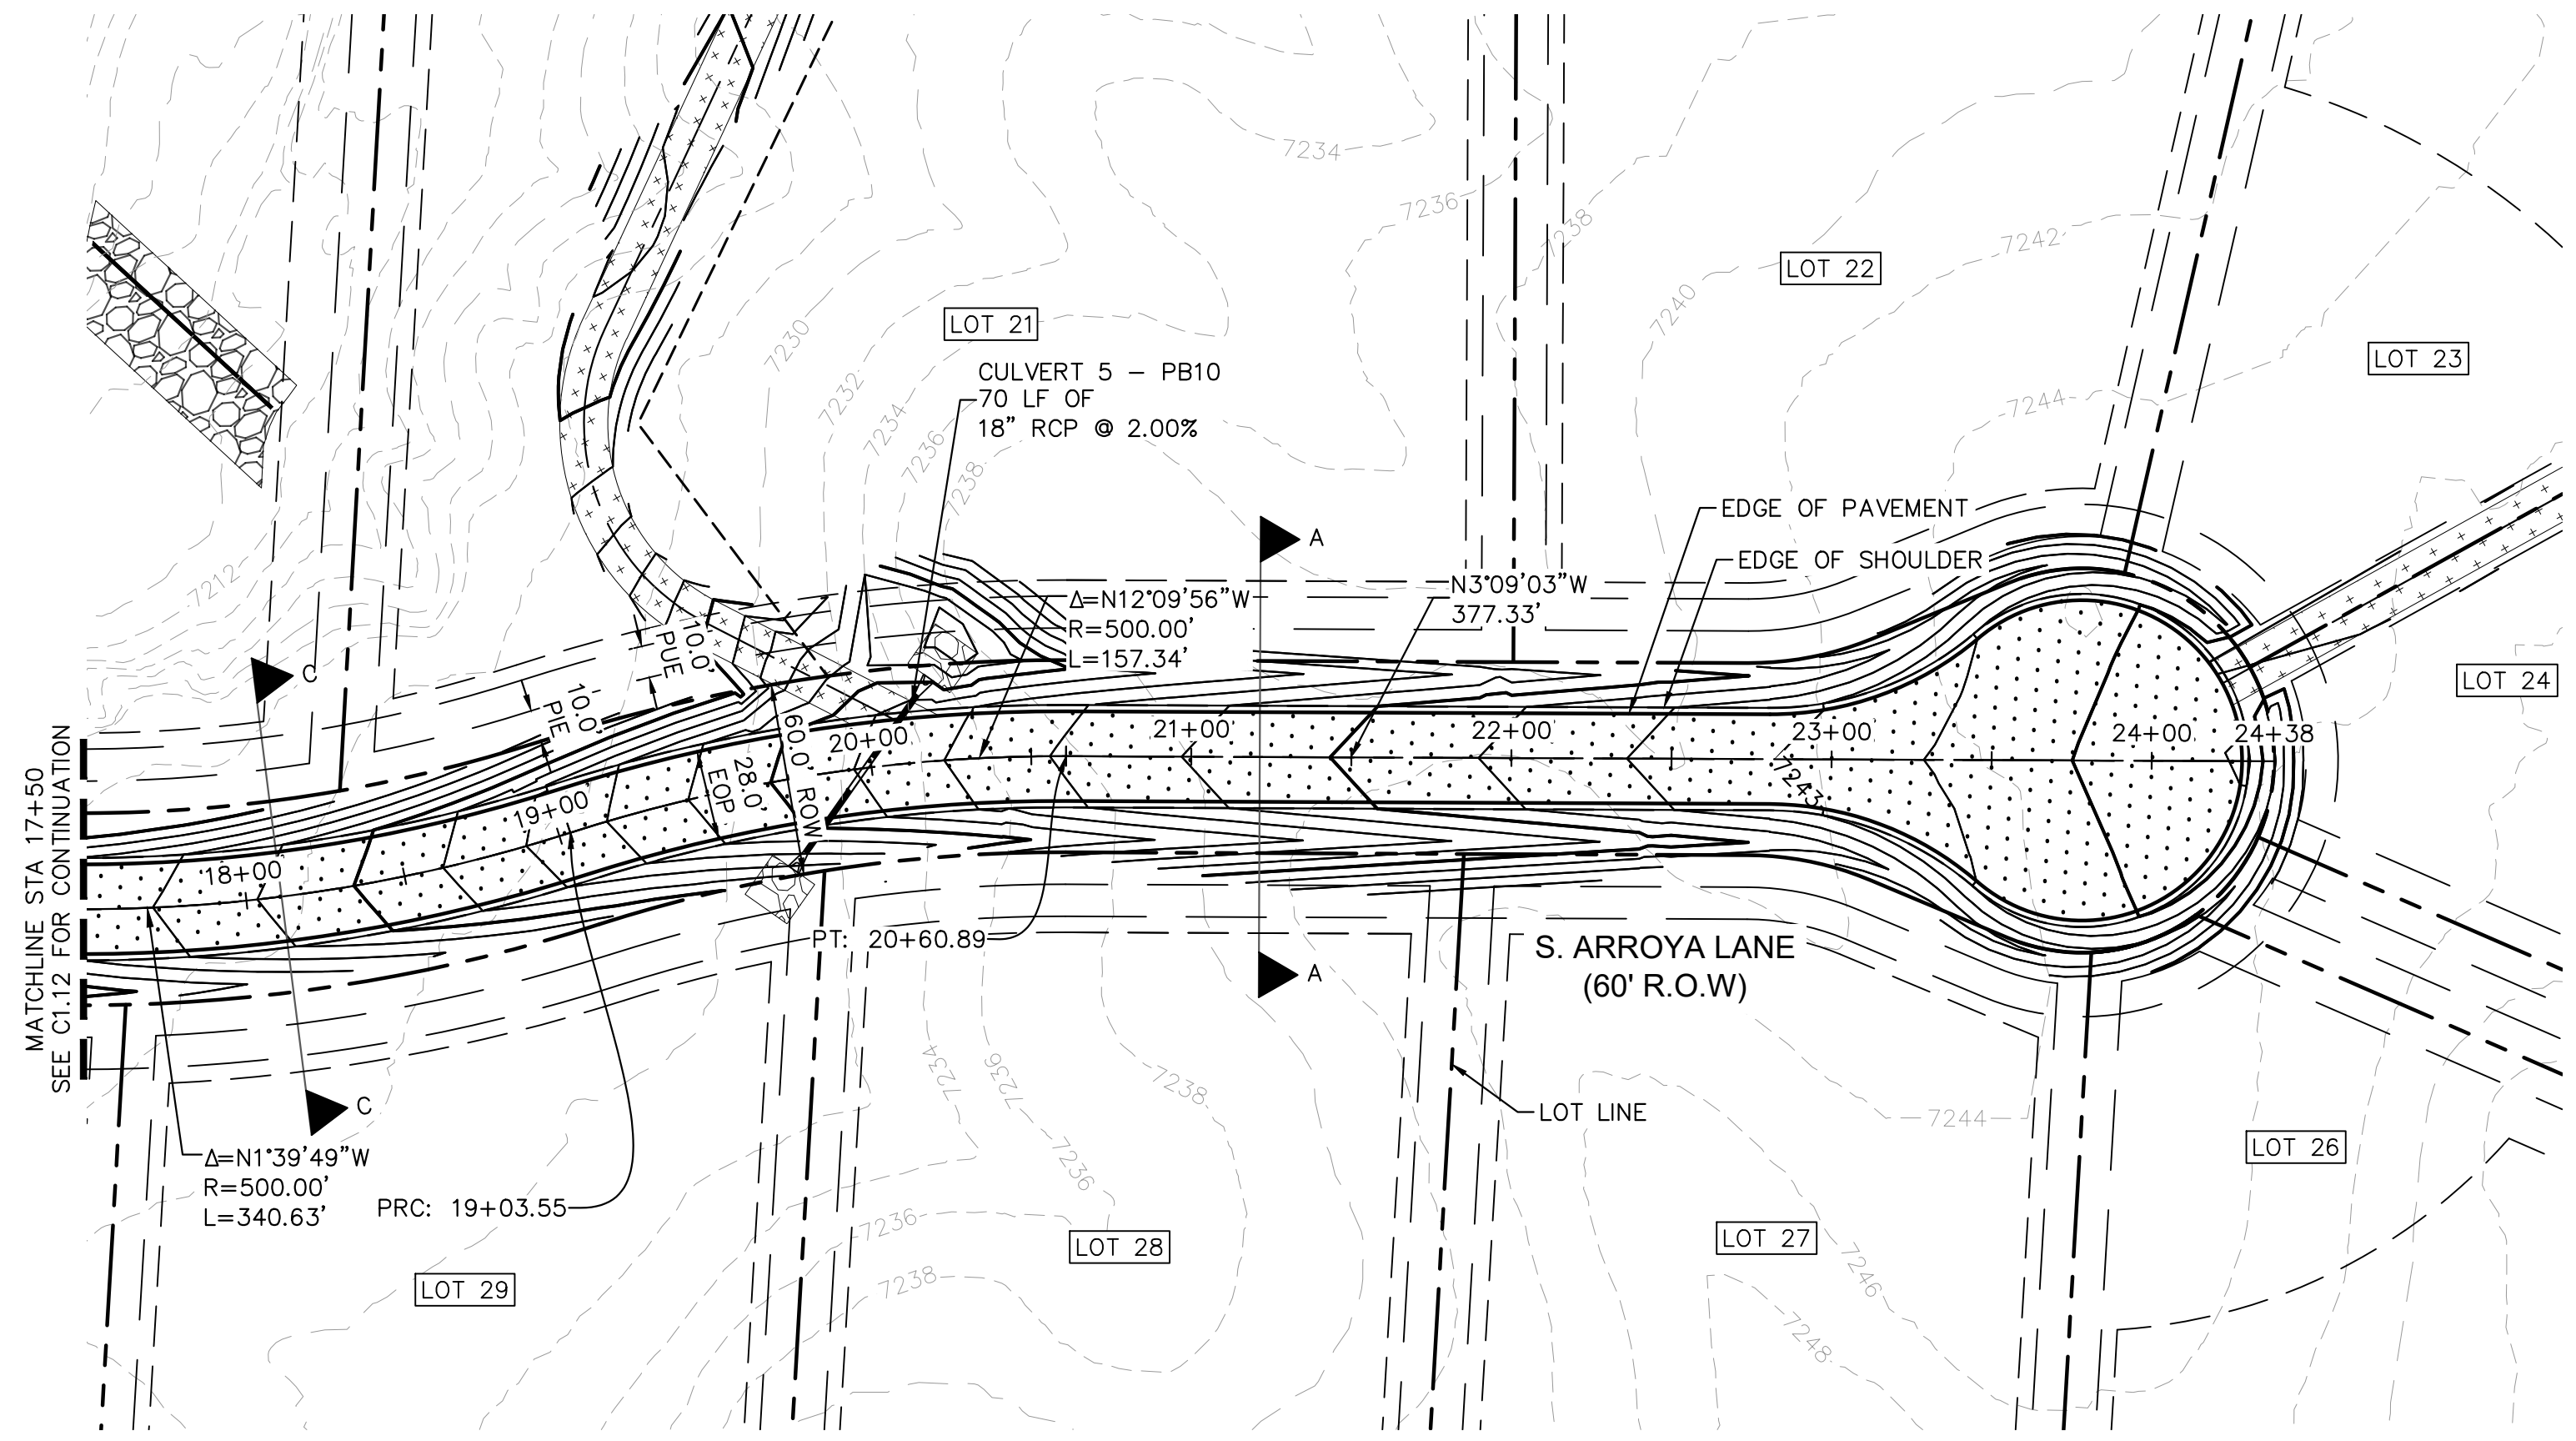 7234
7236
7238
7242
LOT 22
7240
7230
LOT 21
LOT 23
CULVERT 5 – PB10
70 LF OF
18" RCP @ 2.00%
7232
7234
7236
7238
7244
EDGE OF PAVEMENT
EDGE OF SHOULDER
7212
Δ=N12°09'56"W
R=500.00'
L=157.34'
N3°09'03"W
377.33'
A
C
10.0'
PUE
10.0'
PIE
LOT 24
60.0' ROW
28.0'
EOP
18+00
19+00
20+00
21+00
22+00
23+00
24+00
24+38
7243
MATCHLINE STA 17+50
SEE C1.12 FOR CONTINUATION
PT: 20+60.89
A
S. ARROYA LANE
(60' R.O.W)
C
7234
7236
7238
LOT LINE
7244
LOT 26
Δ=N1°39'49"W
R=500.00'
L=340.63'
PRC: 19+03.55
7236
7236
LOT 28
LOT 27
7238
LOT 29
7246
7248